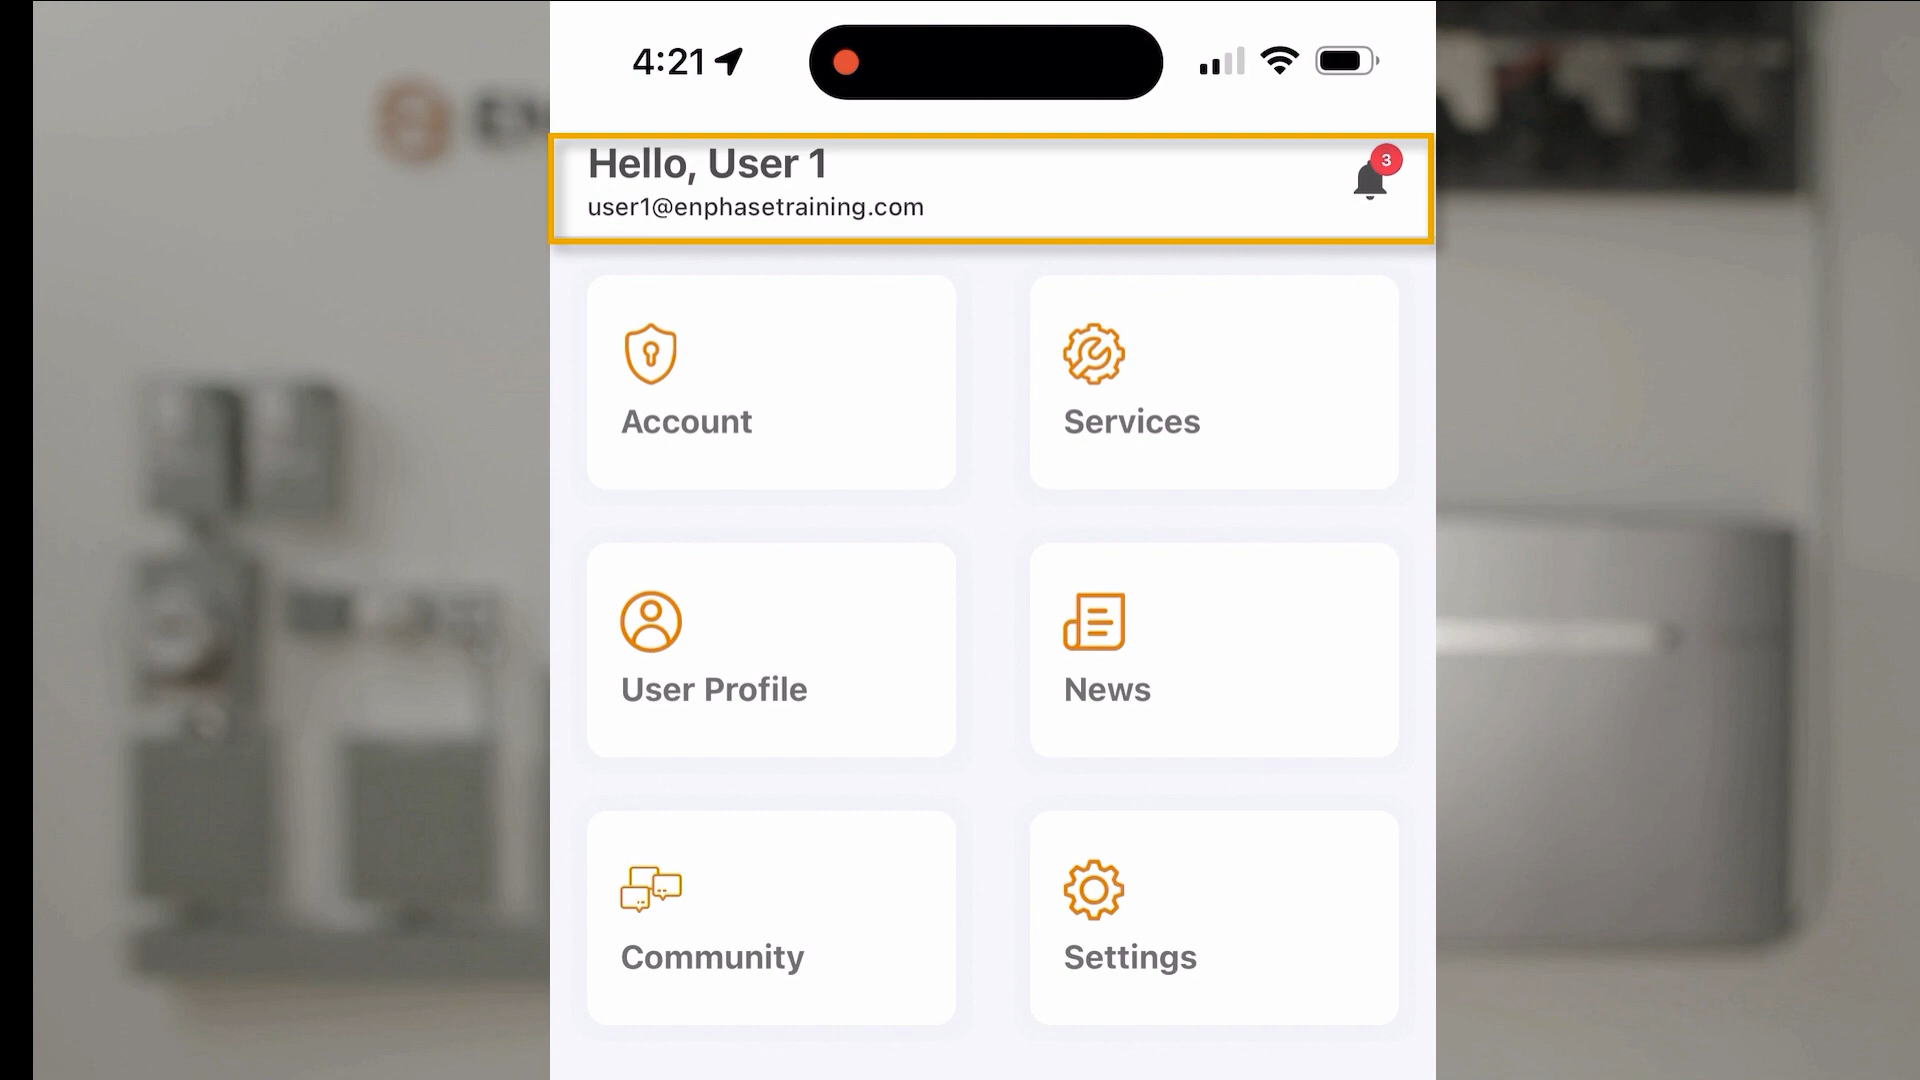 4:21
Hello, User 1
3
user1@enphasetraining.com
Account
Services
User Profile
News
Community
Settings